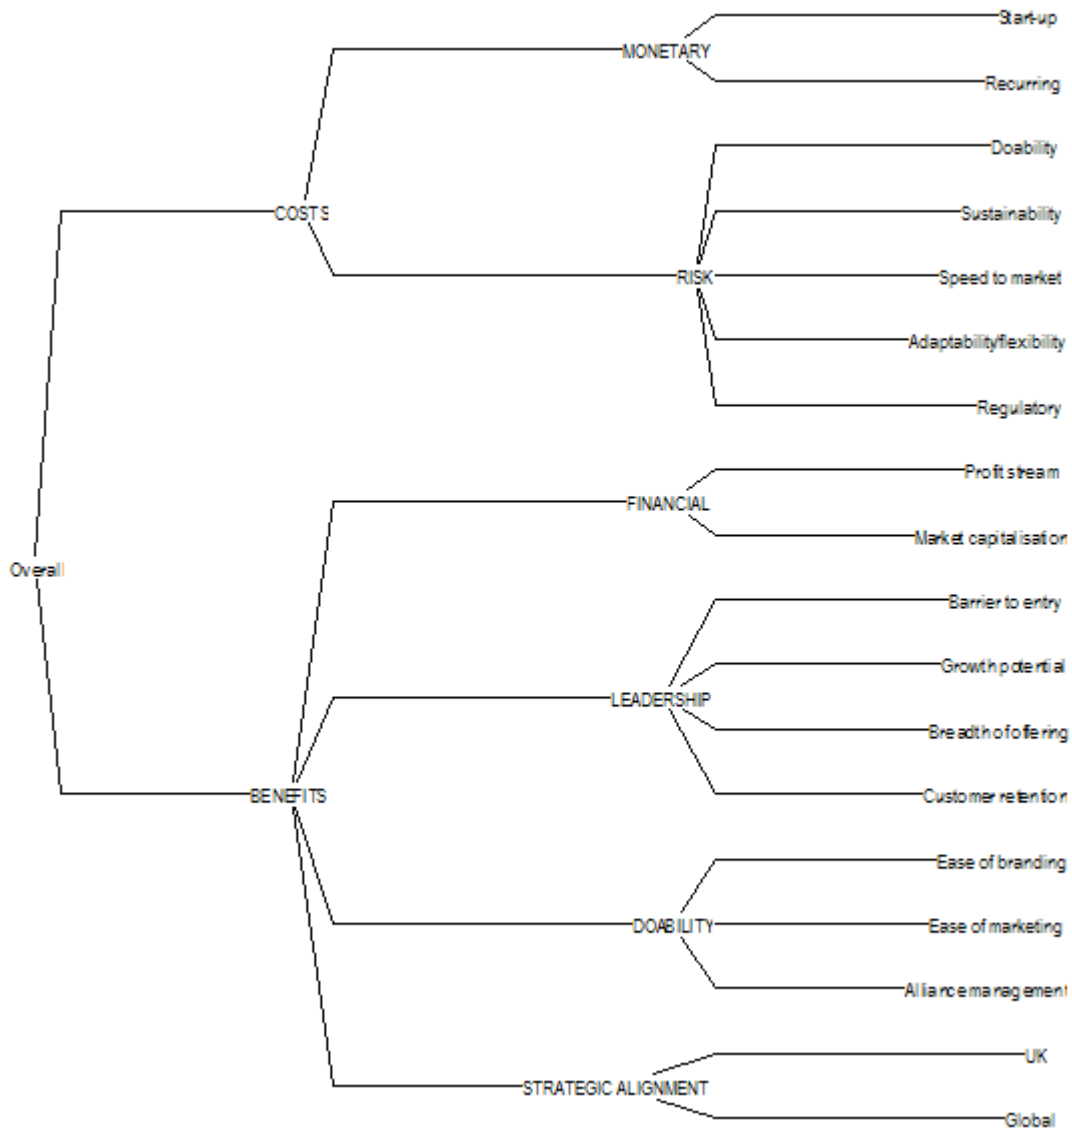 Start-up
MONETARY
Recurring
Doability
COSTS
Sustainability
RISK
Speed to market
Adaptability/flexibility
Regulatory
Profit stream
FINANCIAL
Market capitalisation
Overall
Barrier to entry
Growth potential
LEADERSHIP
Breadth of offering
BENEFITS
Customer retention
Ease of branding
DOABILITY
Ease of marketing
Alliance management
UK
STRATEGIC ALIGNMENT
Global